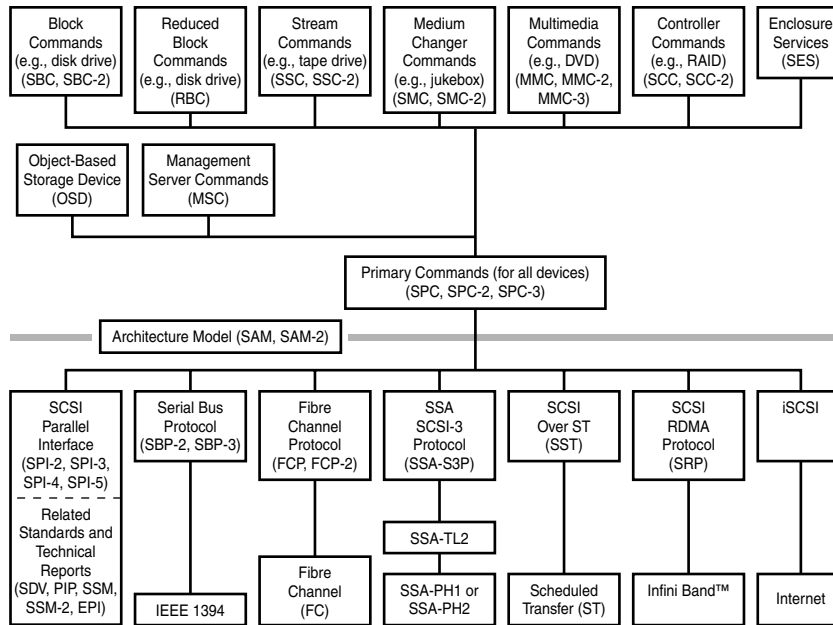 Block
Commands
(e.g., disk drive)
(SBC, SBC-2)
Reduced
Block
Commands
(e.g., disk drive)
(RBC)
Stream
Commands
(e.g., tape drive)
(SSC, SSC-2)
Medium
Changer
Commands
(e.g., jukebox)
(SMC, SMC-2)
Multimedia
Commands
(e.g., DVD)
(MMC, MMC-2,
MMC-3)
Controller
Commands
(e.g., RAID)
(SCC, SCC-2)
Enclosure
Services
(SES)
Object-Based
Storage Device
(OSD)
Management
Server Commands
(MSC)
Primary Commands (for all devices)
(SPC, SPC-2, SPC-3)
Architecture Model (SAM, SAM-2)
SCSI
Parallel
Interface
(SPI-2, SPI-3,
SPI-4, SPI-5)
Related
Standards and
Technical
Reports
(SDV, PIP, SSM,
SSM-2, EPI)
Serial Bus
Protocol
(SBP-2, SBP-3)
IEEE 1394
Fibre
Channel
Protocol
(FCP, FCP-2)
Fibre
Channel
(FC)
SSA
SCSI-3
Protocol
(SSA-S3P)
SSA-TL2
SSA-PH1 or
SSA-PH2
SCSI
Over ST
(SST)
Scheduled
Transfer (ST)
SCSI
RDMA
Protocol
(SRP)
Infini Band™
iSCSI
Internet